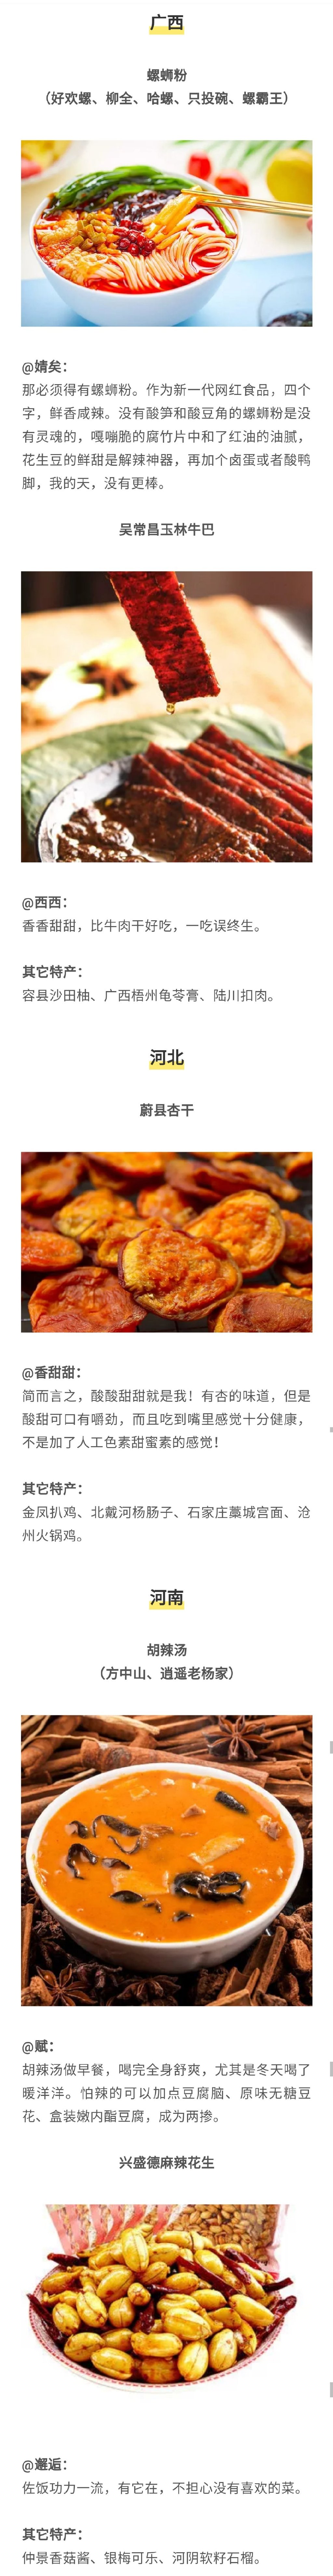 广西
螺蛳粉
（好欢螺、柳全、哈螺、只投碗、螺霸王）
@婧矣：
那必须得有螺蛳粉。作为新一代网红食品，四个
字，鲜香咸辣。没有酸笋和酸豆角的螺蛳粉是没
有灵魂的，嘎嘣脆的腐竹片中和了红油的油腻，
花生豆的鲜甜是解辣神器，再加个卤蛋或者酸鸭
脚，我的天，没有更棒。
吴常昌玉林牛巴
@西西：
香香甜甜，比牛肉干好吃，一吃误终生。
其它特产：
容县沙田柚、广西梧州龟苓膏、陆川扣肉。
河北
蔚县杏干
@香甜甜：
简而言之，酸酸甜甜就是我！有杏的味道，但是
酸甜可口有嚼劲，而且吃到嘴里感觉十分健康，
不是加了人工色素甜蜜素的感觉！
其它特产：
金凤扒鸡、北戴河杨肠子、石家庄藁城宫面、沧
州火锅鸡。
河南
胡辣汤
（方中山、逍遥老杨家）
@赋：
胡辣汤做早餐，喝完全身舒爽，尤其是冬天喝了
暖洋洋。怕辣的可以加点豆腐脑、原味无糖豆
花、盒装嫩内酯豆腐，成为两掺。
兴盛德麻辣花生
@邂逅：
佐饭功力一流，有它在，不担心没有喜欢的菜。
其它特产：
仲景香菇酱、银梅可乐、河阴软籽石榴。